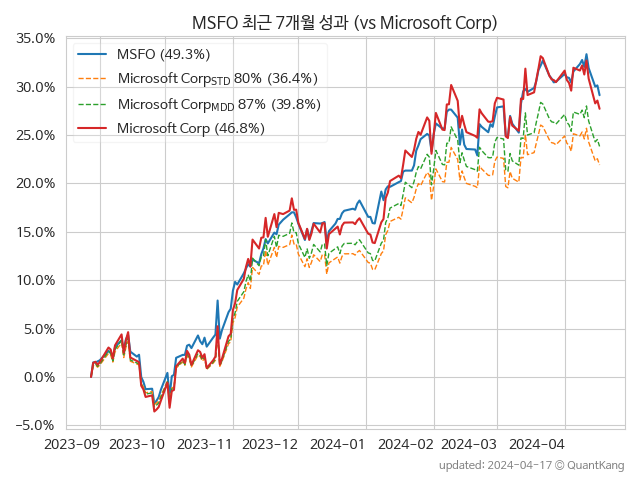 MSFO 최근 7개월 성과 (vs Microsoft Corp)
35.0%
30.0%
25.0%
20.0%
15.0%
10.0%
5.0%
0.0%
−5.0%
MSFO (49.3%)
Microsoft CorpSTD 80% (36.4%)
Microsoft CorpMDD 87% (39.8%)
Microsoft Corp (46.8%)
2023-09 2023-10 2023-11 2023-12 2024-01 2024-02 2024-03 2024-04
updated: 2024-04-17 © QuantKang